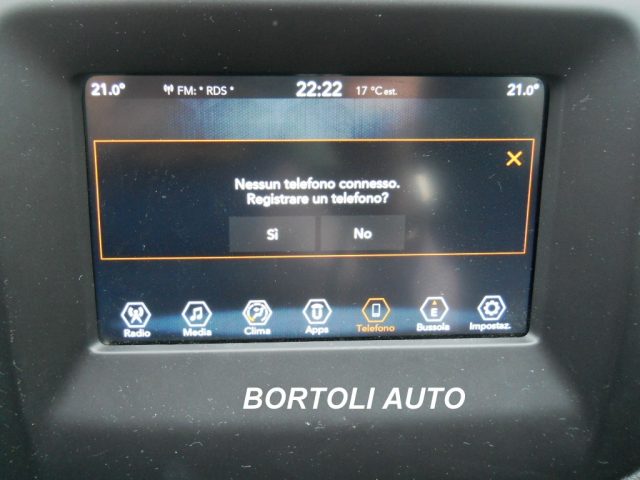 21.0° FM: * RDS * 22:22 17 °C est. 21.0°
Nessun telefono connesso.
Registrare un telefono?
Sì No
Radio Media Clima Apps Telefono E Bussola Impostaz.
BORTOLI AUTO